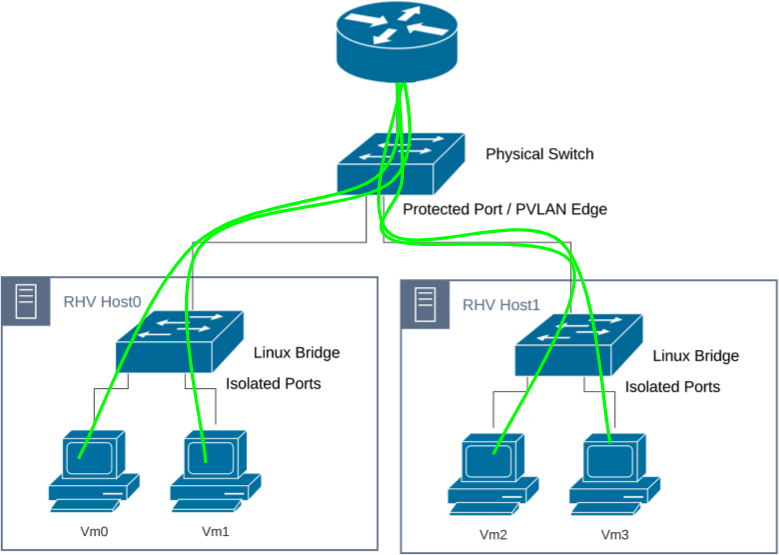 Physical Switch
Protected Port / PVLAN Edge
RHV Host0
RHV Host1
Linux Bridge
Isolated Ports
Linux Bridge
Isolated Ports
Vm0
Vm1
Vm2
Vm3